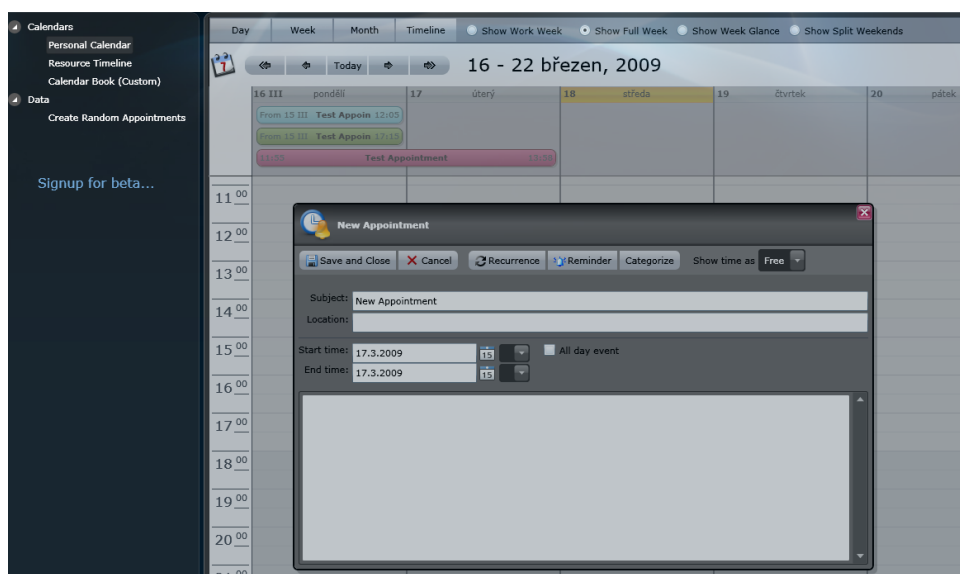 Calendars
Personal Calendar
Resource Timeline
Calendar Book (Custom)
Data
Create Random Appointments
Signup for beta...
Day Week Month Timeline Show Work Week Show Full Week Show Week Glance Show Split Weekends
7 Today 16 - 22 březen, 2009
16 III pondělí 17 úterý 18 středa 19 čtvrtek 20 pátek
From 15 III Test Appoin 12:05
From 15 III Test Appoin 17:15
Test Appointment
11 00
12 00
13 00
14 00
15 00
16 00
17 00
18 00
19 00
20 00
New Appointment
Save and Close Cancel Recurrence Reminder Categorize Show time as Free
Subject: New Appointment
Location:
Start time: 17.3.2009 15 All day event
End time: 17.3.2009 15